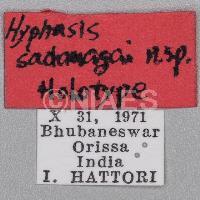 Hyphasis
sadanagai n.sp.
Holotype
©NIAES
X 31, 1971
Bhubaneswar
Orissa
India
I. HATTORI